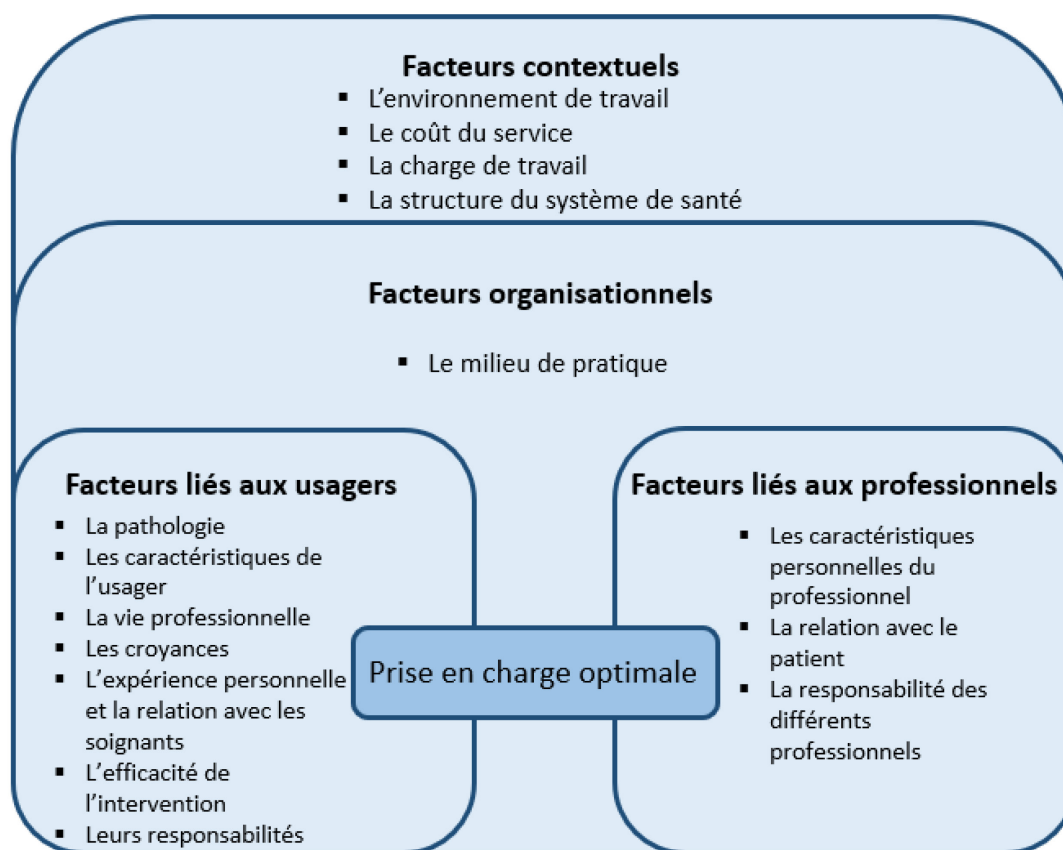 Facteurs contextuels
▪ L'environnement de travail
▪ Le coût du service
▪ La charge de travail
▪ La structure du système de santé
Facteurs organisationnels
▪ Le milieu de pratique
Facteurs liés aux usagers
▪ La pathologie
▪ Les caractéristiques de
l'usager
▪ La vie professionnelle
▪ Les croyances
▪ L'expérience personnelle
et la relation avec les
soignants
▪ L'efficacité de
l'intervention
▪ Leurs responsabilités
Prise en charge optimale
Facteurs liés aux professionnels
▪ Les caractéristiques
personnelles du
professionnel
▪ La relation avec le
patient
▪ La responsabilité des
différents
professionnels